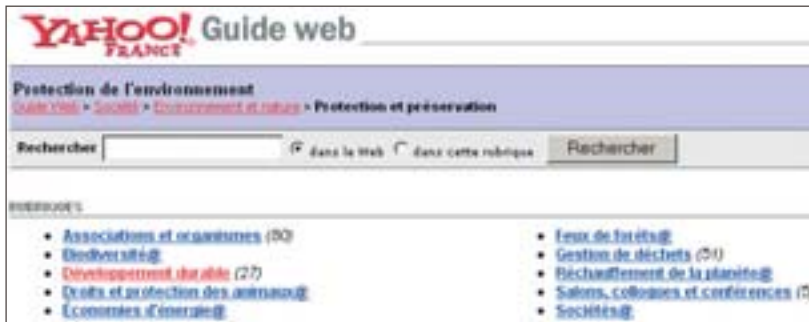 YAHOO! Guide web
FRANCE
Protection de l'environnement
Guide Web > Société > Environnement et nature > Protection et préservation
Rechercher dans le Web dans cette rubrique Rechercher
RUBRIQUES
Associations et organismes (80)
Biodiversité@
Développement durable (27)
Droits et protection des animaux@
Économies d'énergie@
Feux de forêts@
Gestion de déchets (51)
Réchauffement de la planète@
Salons, colloques et conférences
Sociétés@